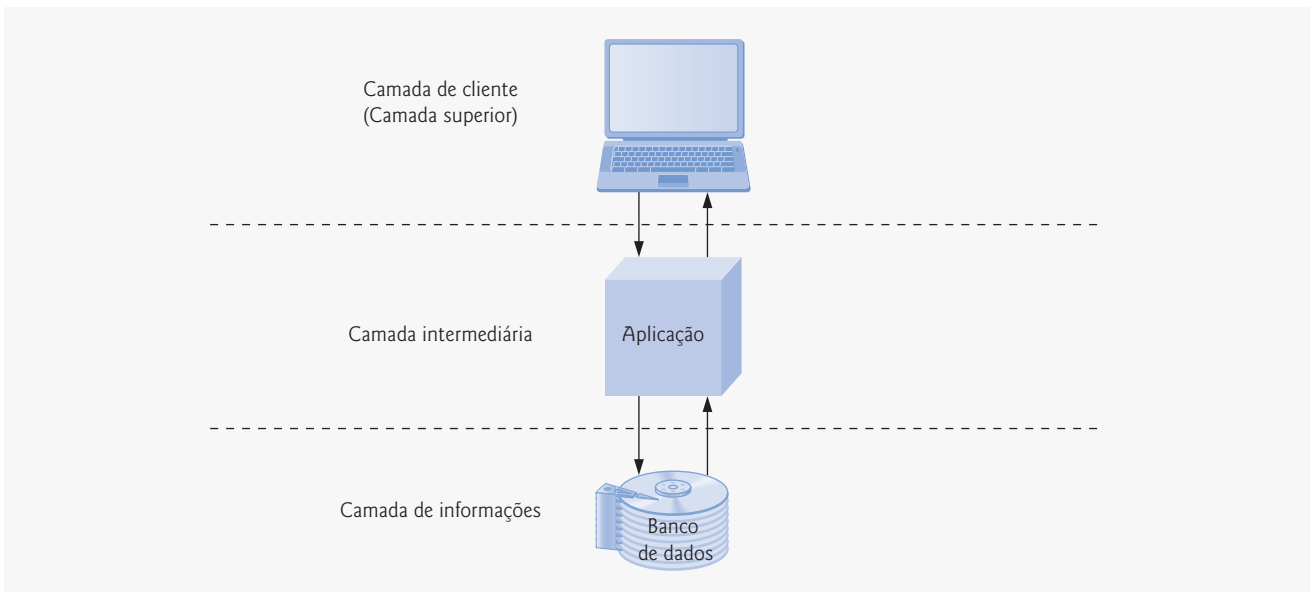 Camada de cliente
(Camada superior)
Camada intermediária
Aplicação
Camada de informações
Banco
de dados